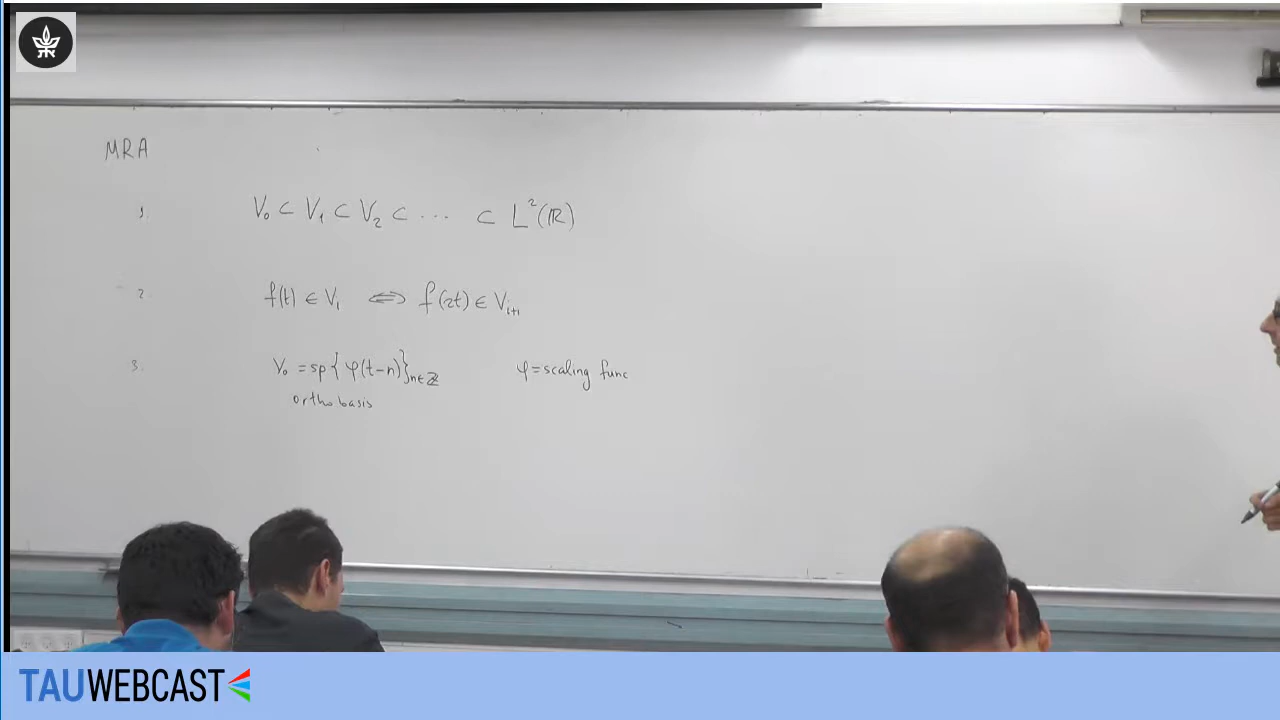 MRA
1. V₀ ⊂ V₁ ⊂ V₂ ⊂ ... ⊂ L²(ℝ)
2. f(t) ∈ Vᵢ ⟺ f(2t) ∈ Vᵢ₊₁
3. V₀ = sp{φ(t-n)}n∈ℤ φ=scaling func
ortho basis
TAUWEBCAST